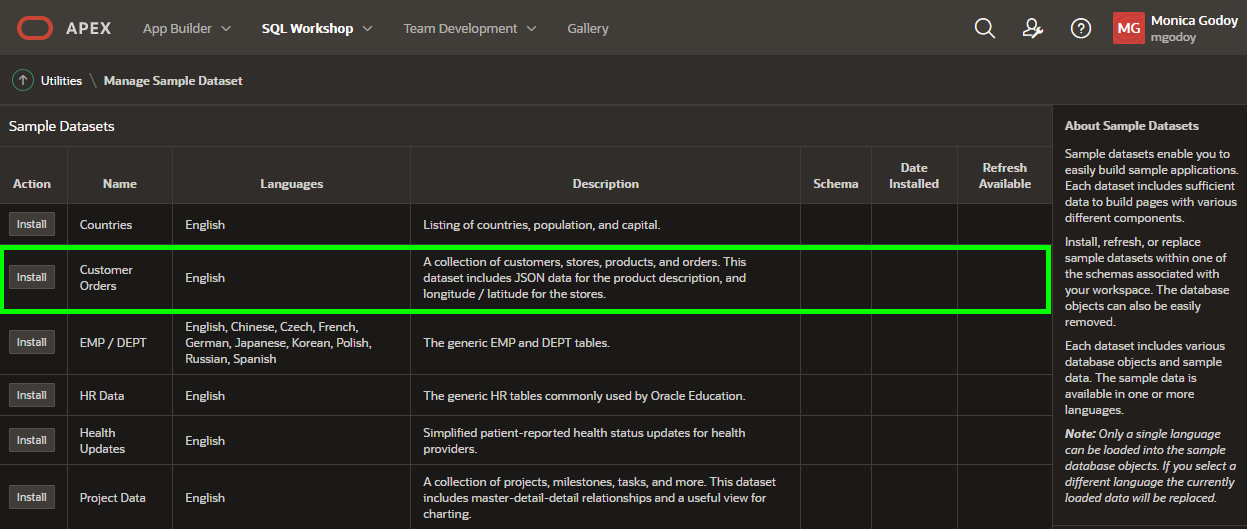 APEX App Builder SQL Workshop Team Development Gallery MG Monica Godoy
mgodoy
Utilities \ Manage Sample Dataset
Sample Datasets
Action Name Languages Description Schema Date Installed Refresh Available
Install Countries English Listing of countries, population, and capital.
Install Customer Orders English A collection of customers, stores, products, and orders. This
dataset includes JSON data for the product description, and
longitude / latitude for the stores.
Install EMP / DEPT English, Chinese, Czech, French,
German, Japanese, Korean, Polish,
Russian, Spanish
The generic EMP and DEPT tables.
Install HR Data English The generic HR tables commonly used by Oracle Education.
Install Health Updates English Simplified patient-reported health status updates for health
providers.
Install Project Data English A collection of projects, milestones, tasks, and more. This dataset
includes master-detail-detail relationships and a useful view for
charting.
About Sample Datasets
Sample datasets enable you to
easily build sample applications.
Each dataset includes sufficient
data to build pages with various
different components.
Install, refresh, or replace
sample datasets within one of
the schemas associated with
your workspace. The database
objects can also be easily
removed.
Each dataset includes various
database objects and sample
data. The sample data is
available in one or more
languages.
Note: Only a single language
can be loaded into the sample
database objects. If you select a
different language the currently
loaded data will be replaced.